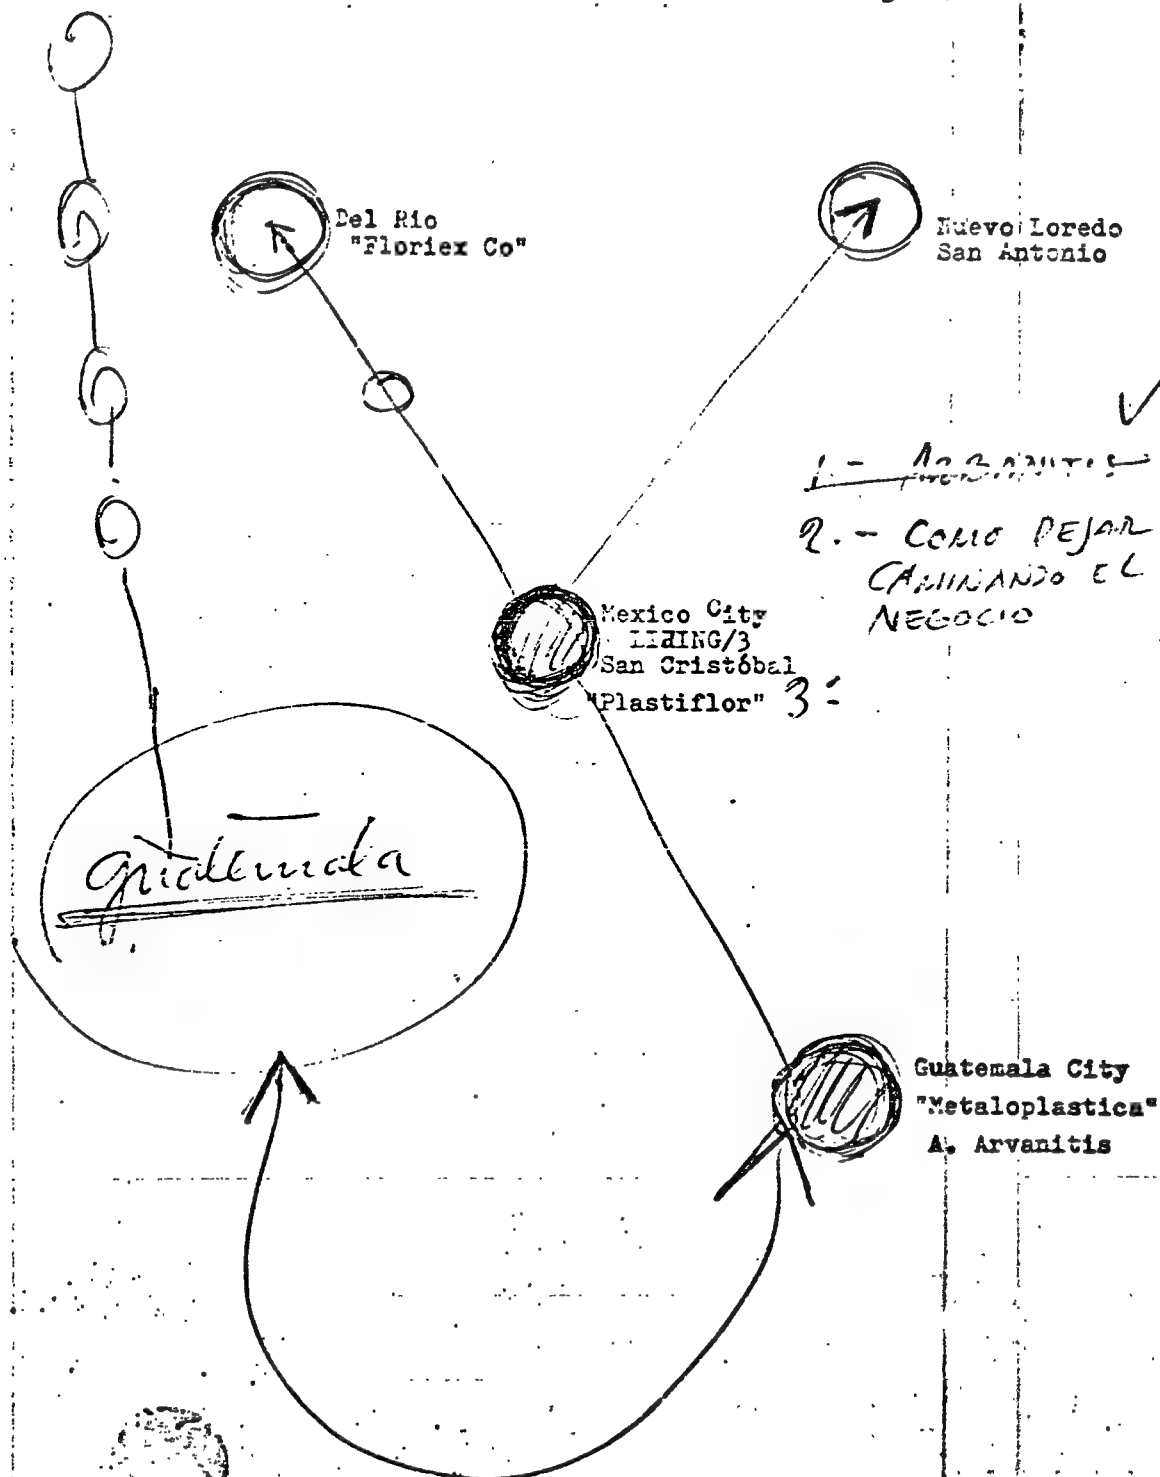 Del Rio
"Floriex Co"
Nuevo Loredo
San Antonio
2.- COMO DEJAR
CAMINANDO EL
NEGOCIO
Mexico City
San Cristóbal
"Plastiflor" 3-
guatemala
Guatemala City
"Metaloplastica"
A. Arvanitis